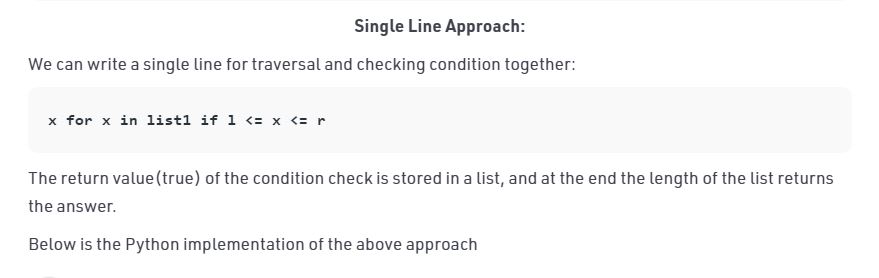 Single Line Approach:
We can write a single line for traversal and checking condition together:
x for x in list1 if l <= x <= r
The return value(true) of the condition check is stored in a list, and at the end the length of the list returns
the answer.
Below is the Python implementation of the above approach